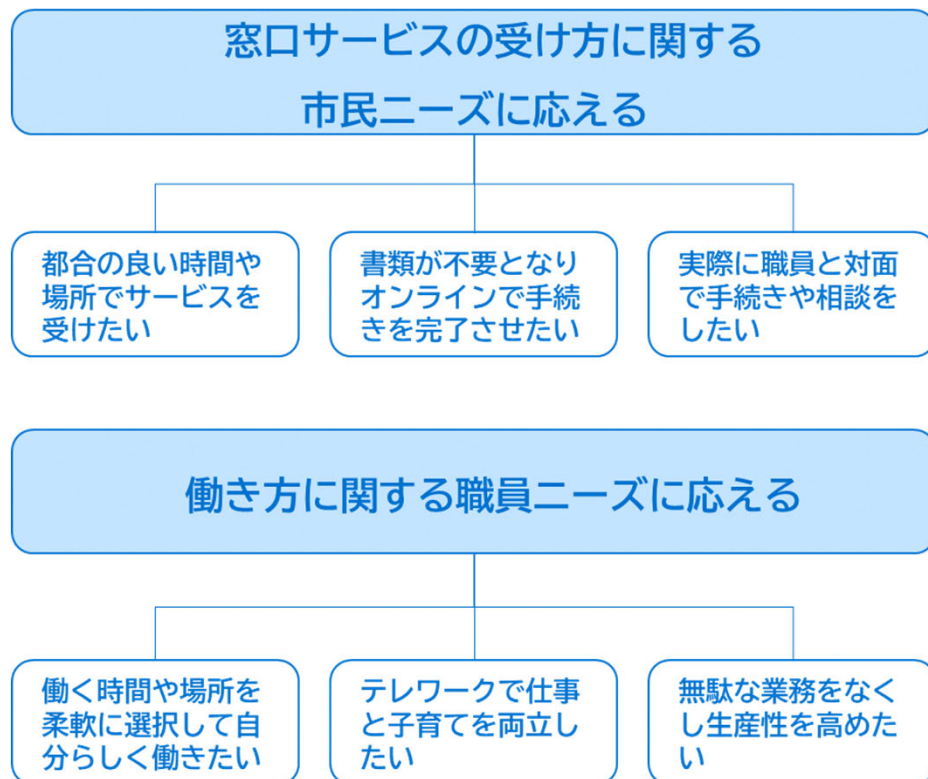 窓口サービスの受け方に関する
市民ニーズに応える
都合の良い時間や
場所でサービスを
受けたい
書類が不要となり
オンラインで手続
きを完了させたい
実際に職員と対面
で手続きや相談を
したい
働き方に関する職員ニーズに応える
働く時間や場所を
柔軟に選択して自
分らしく働きたい
テレワークで仕事
と子育てを両立し
たい
無駄な業務をなく
し生産性を高めた
い